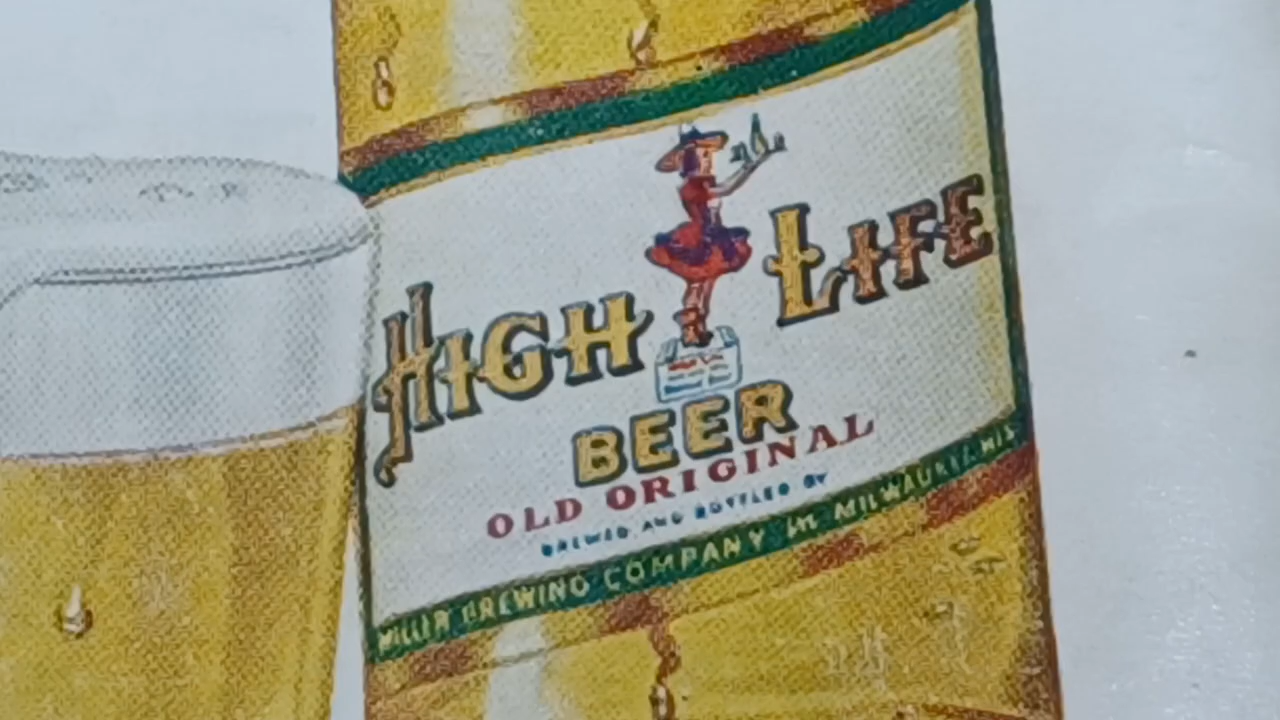 HIGH LIFE
BEER
OLD ORIGINAL
BREWED AND BOTTLED BY
MILLER BREWING COMPANY IN MILWAUKEE, WIS.